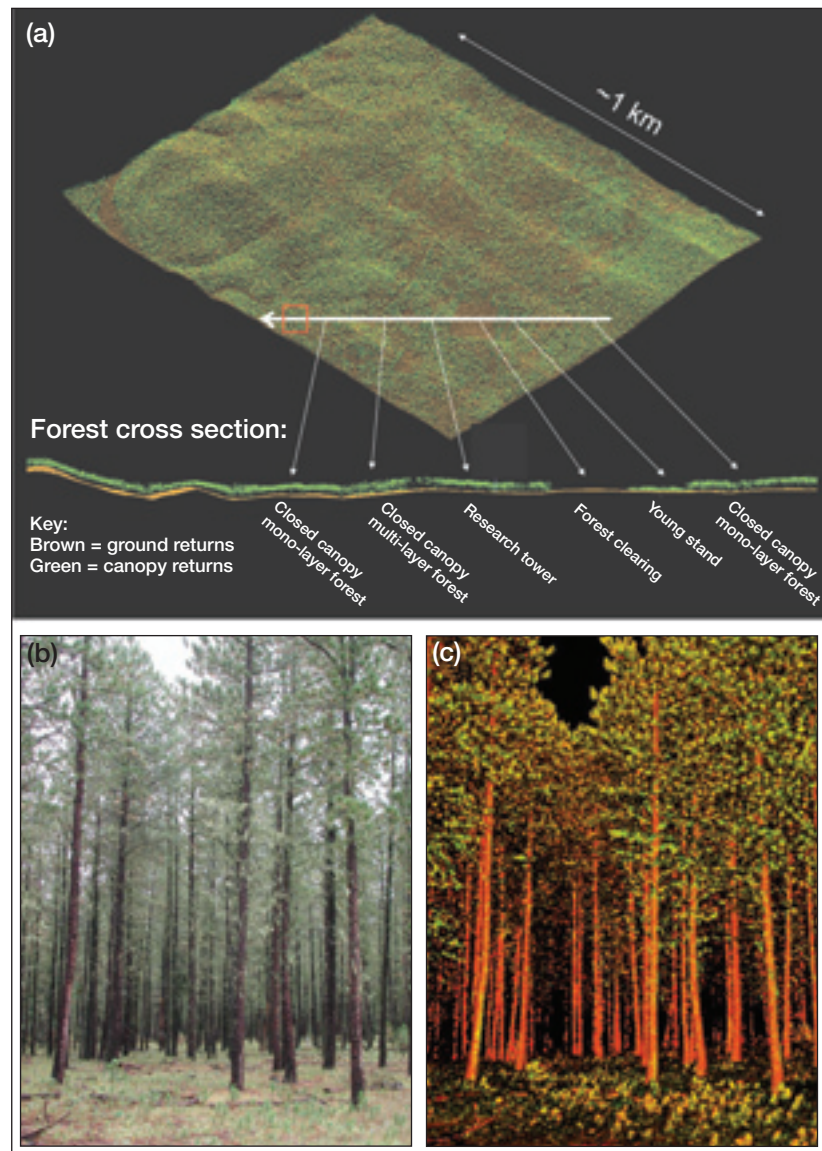 (a)
~1 km
Forest cross section:
Key:
Brown = ground returns
Green = canopy returns
Closed canopy
mono-layer forest
Closed canopy
multi-layer forest
Research tower
Forest clearing
Young stand
Closed canopy
mono-layer forest
(b)
(c)